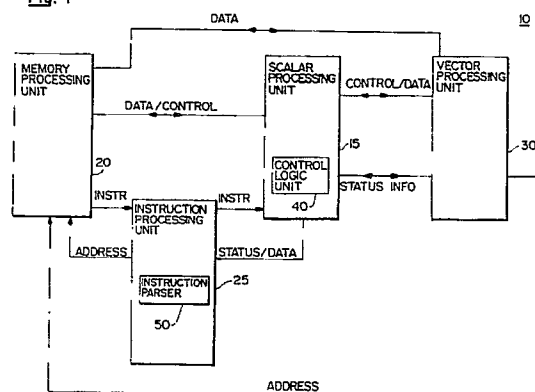 Fig. 1
10
DATA
MEMORY
PROCESSING
UNIT
20
SCALAR
PROCESSING
UNIT
15
CONTROL
LOGIC
UNIT
40
VECTOR
PROCESSING
UNIT
30
DATA/CONTROL
CONTROL/DATA
STATUS INFO
INSTR
INSTR
INSTRUCTION
PROCESSING
UNIT
25
ADDRESS
STATUS/DATA
INSTRUCTION
PARSER
50
ADDRESS